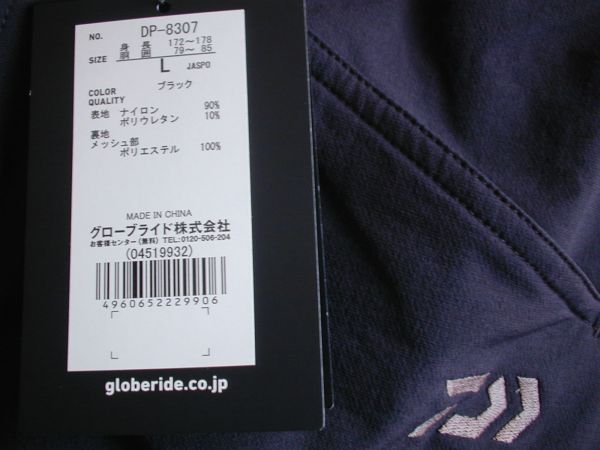 NO. DP-8307
身長 172～178
SIZE 胴囲 79～ 85
L JASPO
COLOR ブラック
QUALITY
表地 ナイロン 90%
ポリウレタン 10%
裏地
メッシュ部
ポリエステル 100%
MADE IN CHINA
グローブライド株式会社
お客様センター(無料) TEL:0120-506-204
(04519932)
4960652229906
globeride.co.jp